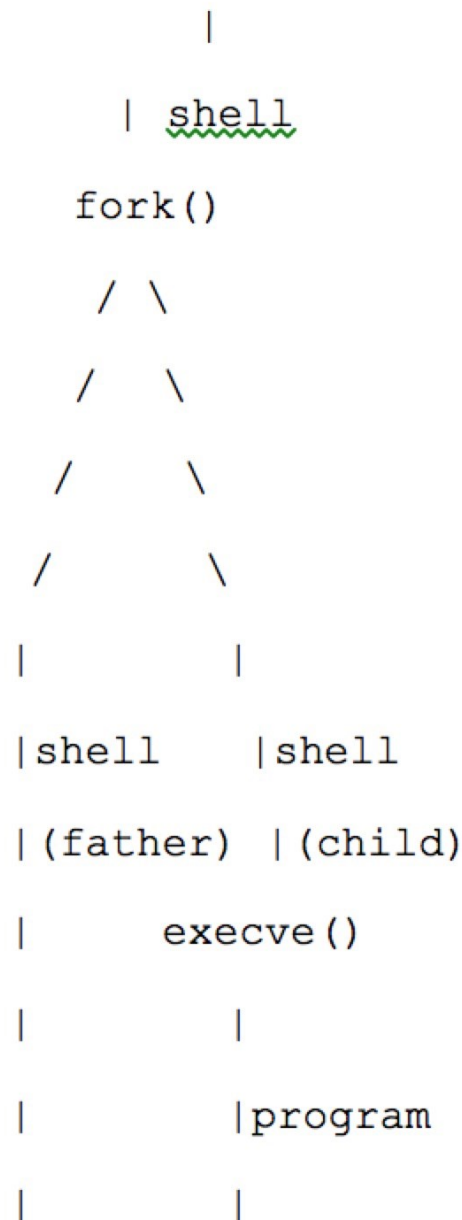 |
| shell
fork()
/ \
/ \
/ \
/ \
| |
|shell |shell
|(father) |(child)
| execve()
| |
| |program
| |